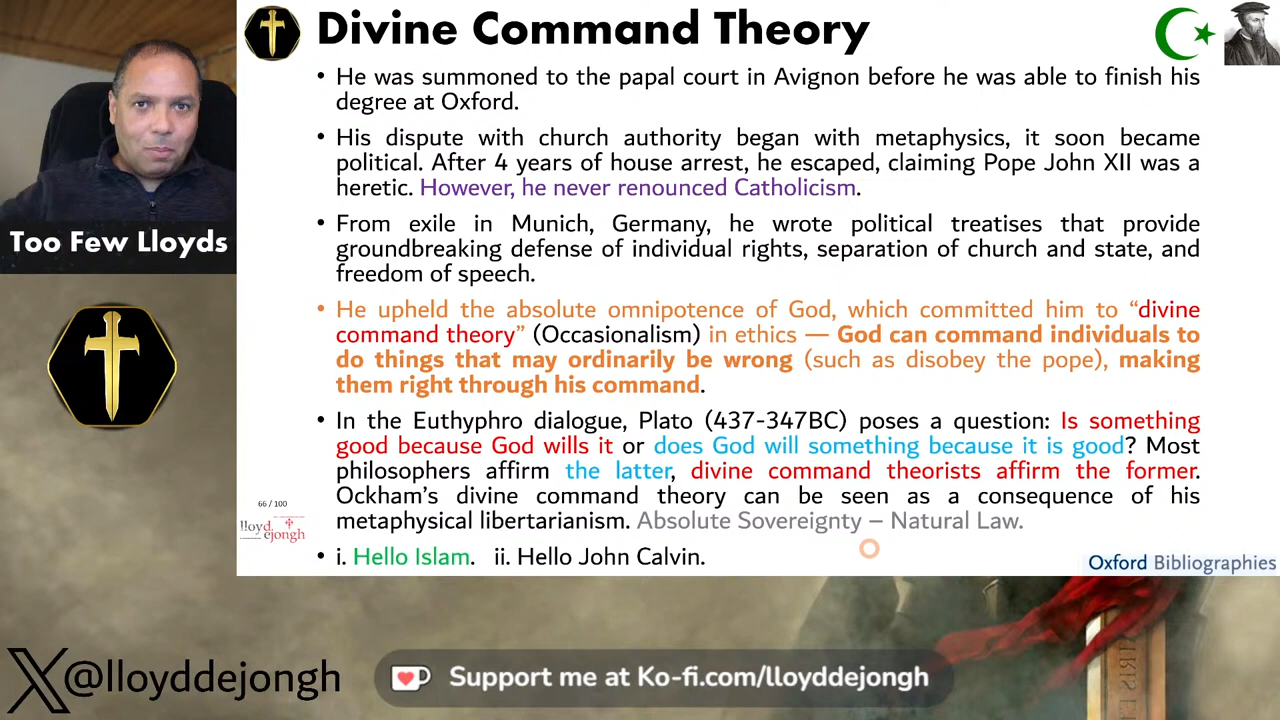 Divine Command Theory
• He was summoned to the papal court in Avignon before he was able to finish his
degree at Oxford.
• His dispute with church authority began with metaphysics, it soon became
political. After 4 years of house arrest, he escaped, claiming Pope John XII was a
heretic. However, he never renounced Catholicism.
• From exile in Munich, Germany, he wrote political treatises that provide
groundbreaking defense of individual rights, separation of church and state, and
freedom of speech.
• He upheld the absolute omnipotence of God, which committed him to “divine
command theory” (Occasionalism) in ethics — God can command individuals to
do things that may ordinarily be wrong (such as disobey the pope), making
them right through his command.
• In the Euthyphro dialogue, Plato (437-347BC) poses a question: Is something
good because God wills it or does God will something because it is good? Most
philosophers affirm the latter, divine command theorists affirm the former.
Ockham’s divine command theory can be seen as a consequence of his
metaphysical libertarianism. Absolute Sovereignty – Natural Law.
• i. Hello Islam. ii. Hello John Calvin.
Too Few Lloyds
66 / 100
lloyd
dejongh
Oxford Bibliographies
X@lloyddejongh
Support me at Ko-fi.com/lloyddejongh